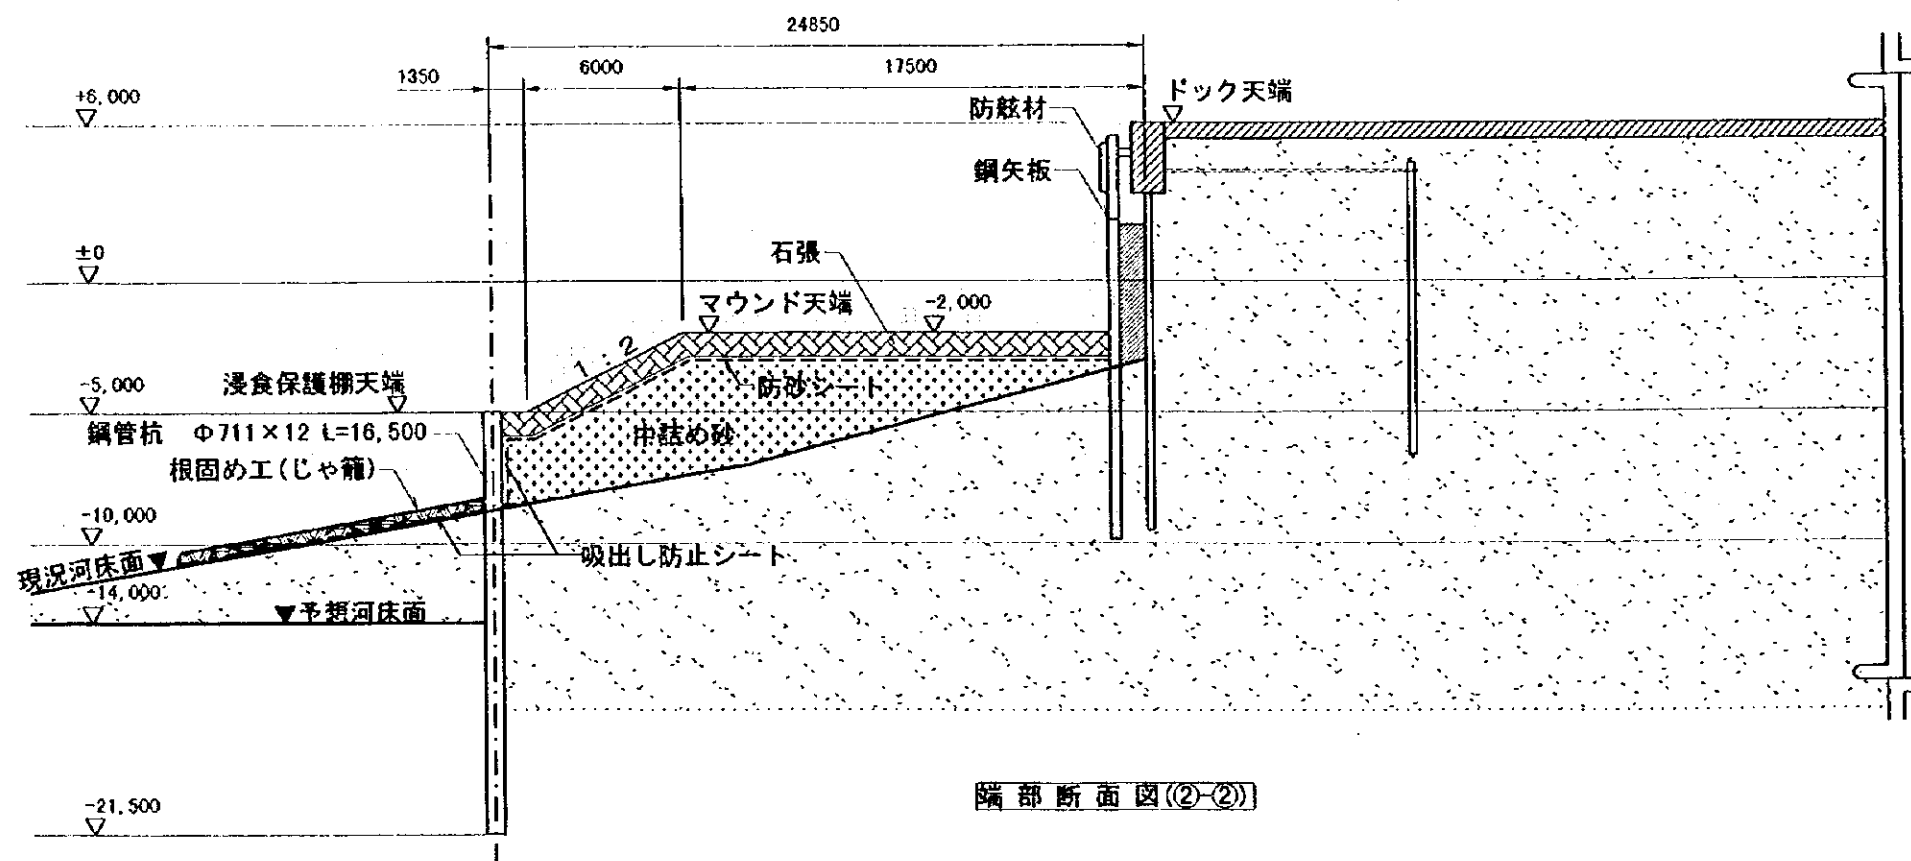 24850
1350
6000
17500
+6,000
ドック天端
防舷材
鋼矢板
±0
石張
マウンド天端
-2,000
1:2
-5,000
浸食保護棚天端
防砂シート
鋼管杭 Φ711×12 L=16,500
中詰め砂
根固め工(じゃ籠)
-10,000
吸出し防止シート
現況河床面
-14,000
予想河床面
-21,500
端部断面図(②-②)